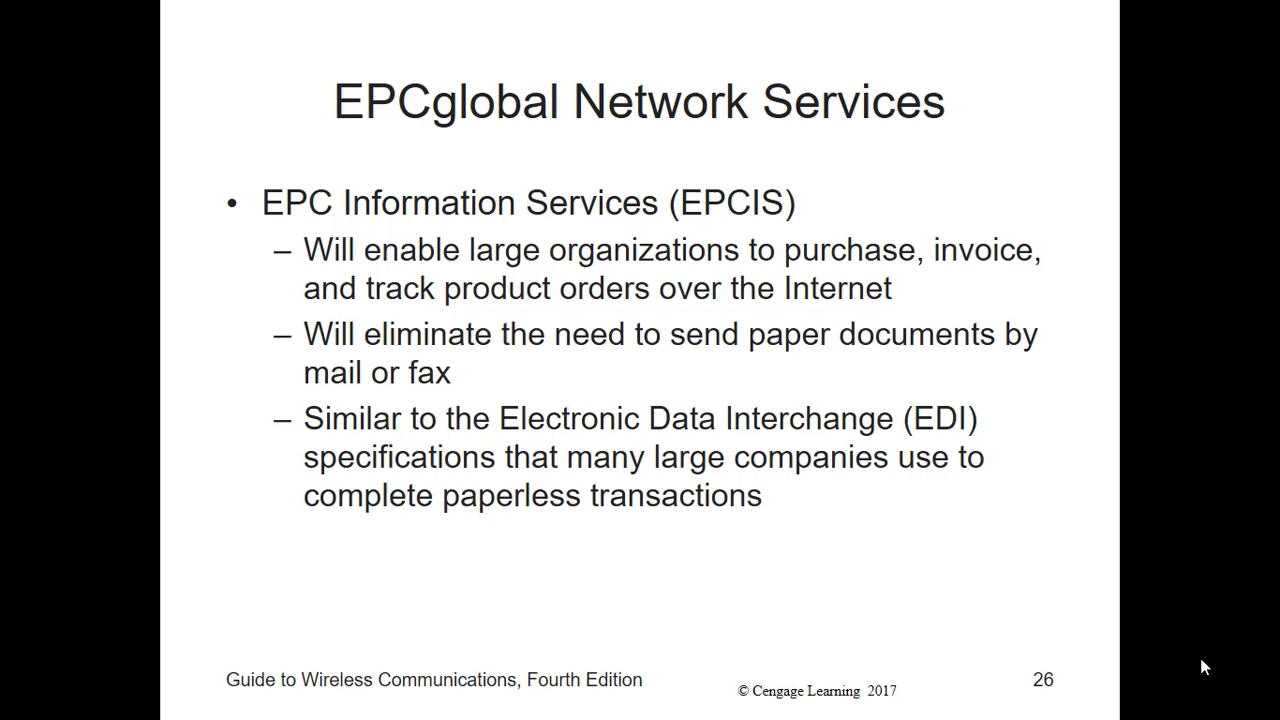 EPCglobal Network Services
• EPC Information Services (EPCIS)
– Will enable large organizations to purchase, invoice,
and track product orders over the Internet
– Will eliminate the need to send paper documents by
mail or fax
– Similar to the Electronic Data Interchange (EDI)
specifications that many large companies use to
complete paperless transactions
Guide to Wireless Communications, Fourth Edition
© Cengage Learning 2017
26